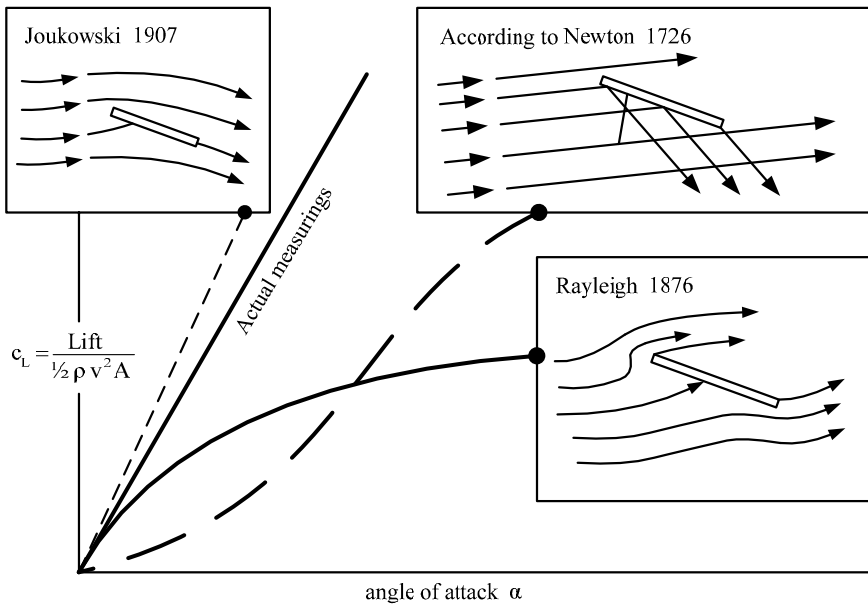 Joukowski 1907
According to Newton 1726
Actual measurings
Rayleigh 1876
c_L = Lift / ½ ρ v² A
angle of attack α